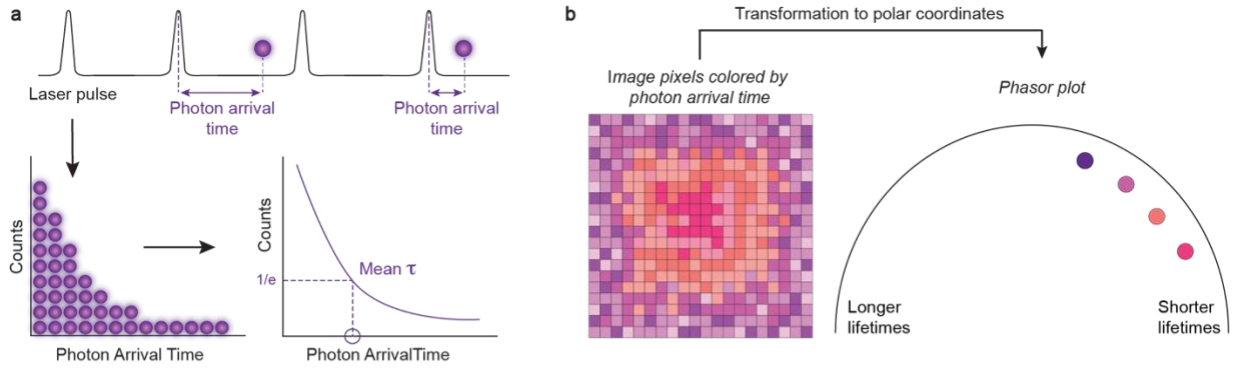 a
Laser pulse
Photon arrival
time
Photon arrival
time
Counts
Photon Arrival Time
Counts
1/e
Mean τ
Photon ArrivalTime
b
Transformation to polar coordinates
Image pixels colored by
photon arrival time
Phasor plot
Longer
lifetimes
Shorter
lifetimes